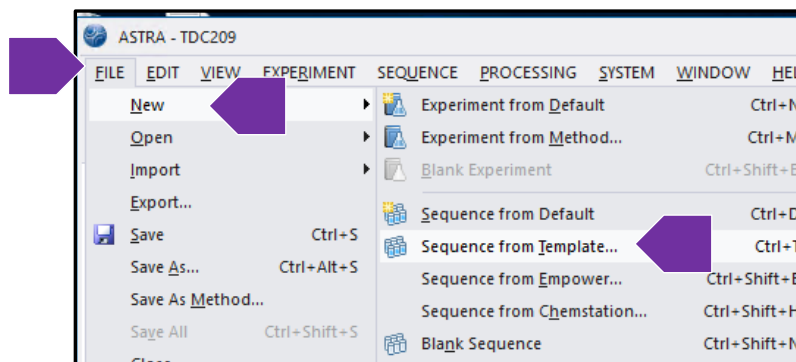 ASTRA - TDC209
FILE EDIT VIEW EXPERIMENT SEQUENCE PROCESSING SYSTEM WINDOW
New
Open
Import
Export...
Save Ctrl+S
Save As... Ctrl+Alt+S
Save As Method...
Save All Ctrl+Shift+S
Close
Experiment from Default Ctrl+N
Experiment from Method... Ctrl+M
Blank Experiment Ctrl+Shift+E
Sequence from Default Ctrl+D
Sequence from Template... Ctrl+T
Sequence from Empower... Ctrl+Shift+E
Sequence from Chemstation... Ctrl+Shift+H
Blank Sequence Ctrl+Shift+N